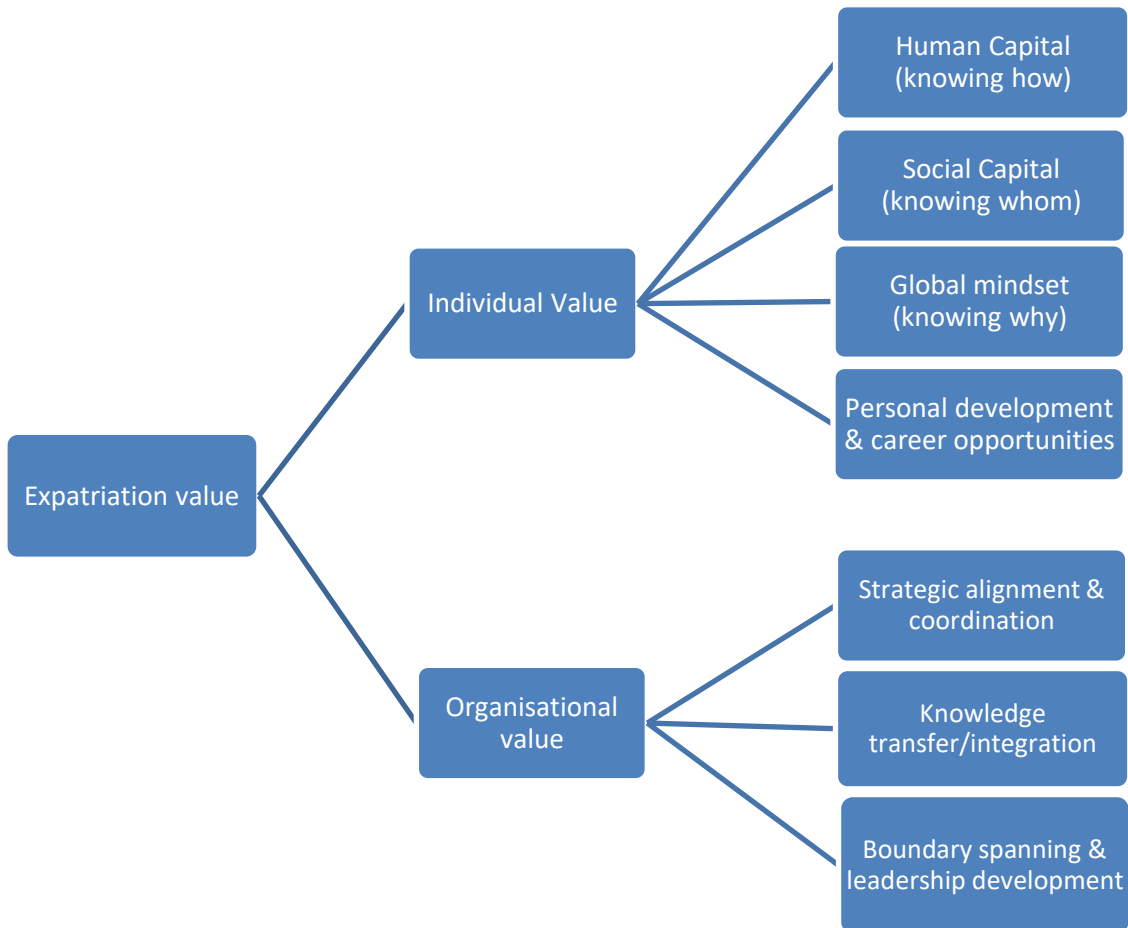 Human Capital
(knowing how)
Social Capital
(knowing whom)
Individual Value
Global mindset
(knowing why)
Personal development
& career opportunities
Expatriation value
Strategic alignment &
coordination
Organisational
value
Knowledge
transfer/integration
Boundary spanning &
leadership development